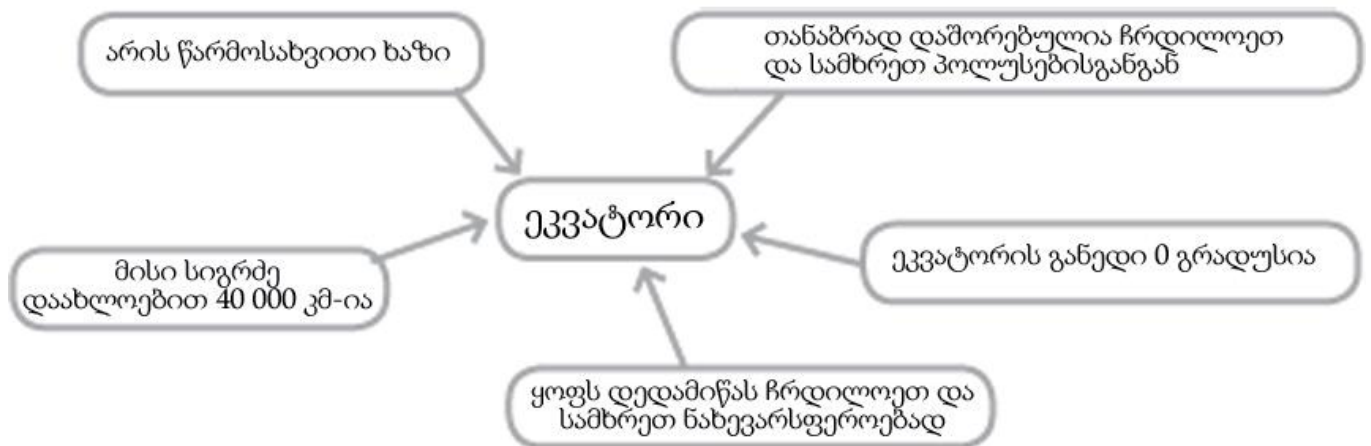 არის წარმოსახვითი ხაზი
თანაბრად დაშორებულია ჩრდილოეთ
და სამხრეთ პოლუსებისგანგან
ეკვატორი
მისი სიგრძე
დაახლოებით 40 000 კმ-ია
ეკვატორის განედი 0 გრადუსია
ყოფს დედამიწას ჩრდილოეთ და
სამხრეთ ნახევარსფეროებად